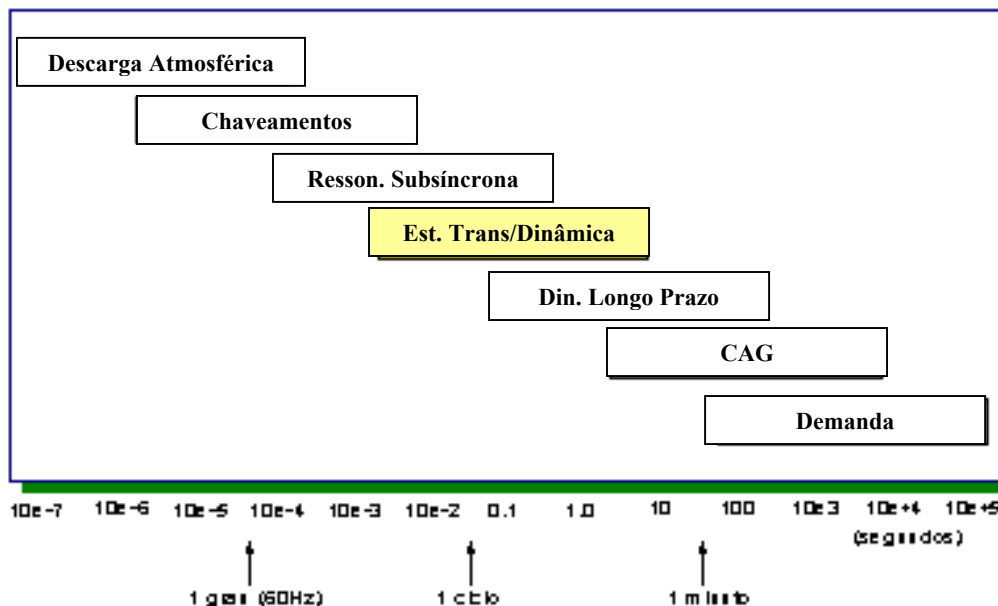 Descarga Atmosférica
Chaveamentos
Resson. Subsíncrona
Est. Trans/Dinâmica
Din. Longo Prazo
CAG
Demanda
10e-7 10e-6 10e-5 10e-4 10e-3 10e-2 0.1 1.0 10 100 10e3 10e+4 10e+5
(segundos)
1 grau (60Hz) 1 ciclo 1 minuto